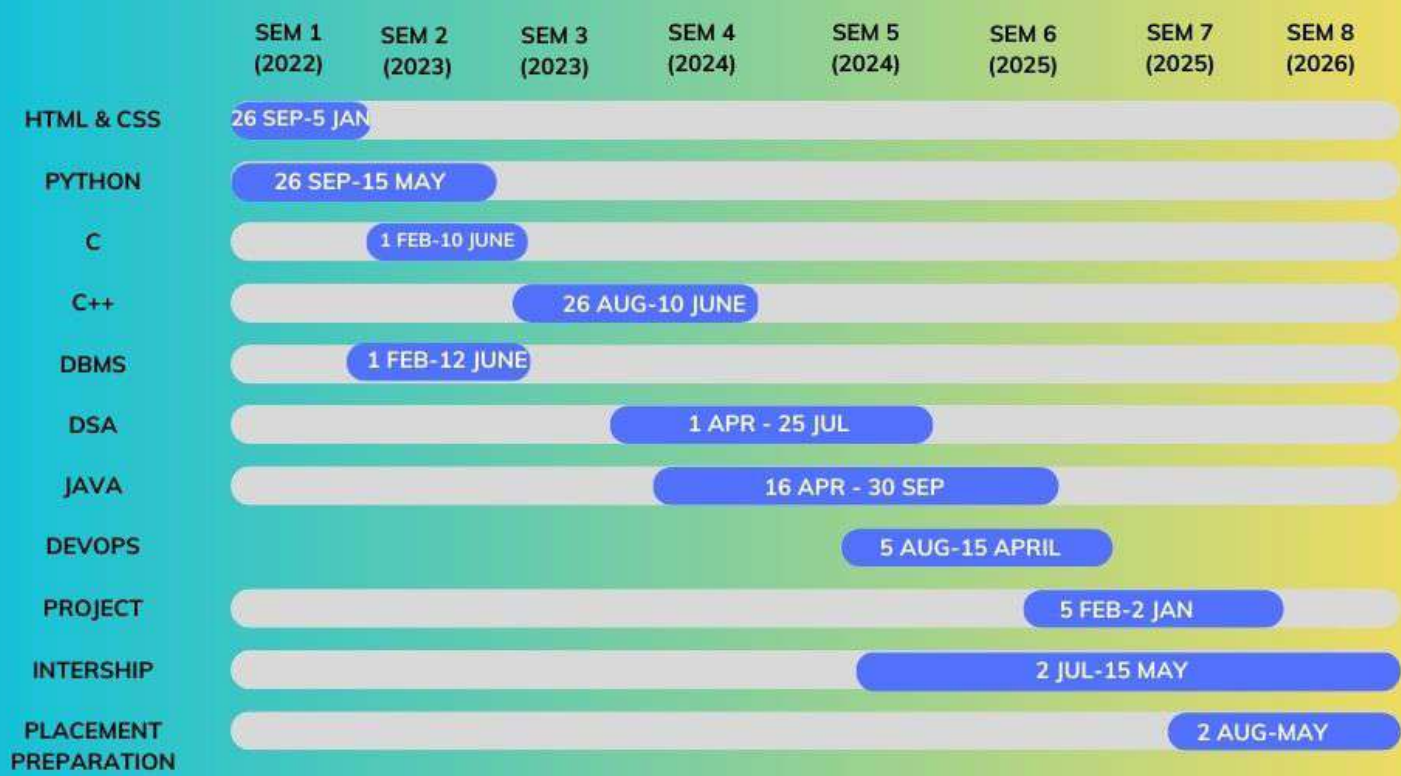 SEM 1 SEM 2 SEM 3 SEM 4 SEM 5 SEM 6 SEM 7 SEM 8
(2022) (2023) (2023) (2024) (2024) (2025) (2025) (2026)
HTML & CSS 26 SEP-5 JAN
PYTHON 26 SEP-15 MAY
C 1 FEB-10 JUNE
C++ 26 AUG-10 JUNE
DBMS 1 FEB-12 JUNE
DSA 1 APR - 25 JUL
JAVA 16 APR - 30 SEP
DEVOPS 5 AUG-15 APRIL
PROJECT 5 FEB-2 JAN
INTERSHIP 2 JUL-15 MAY
PLACEMENT 2 AUG-MAY
PREPARATION